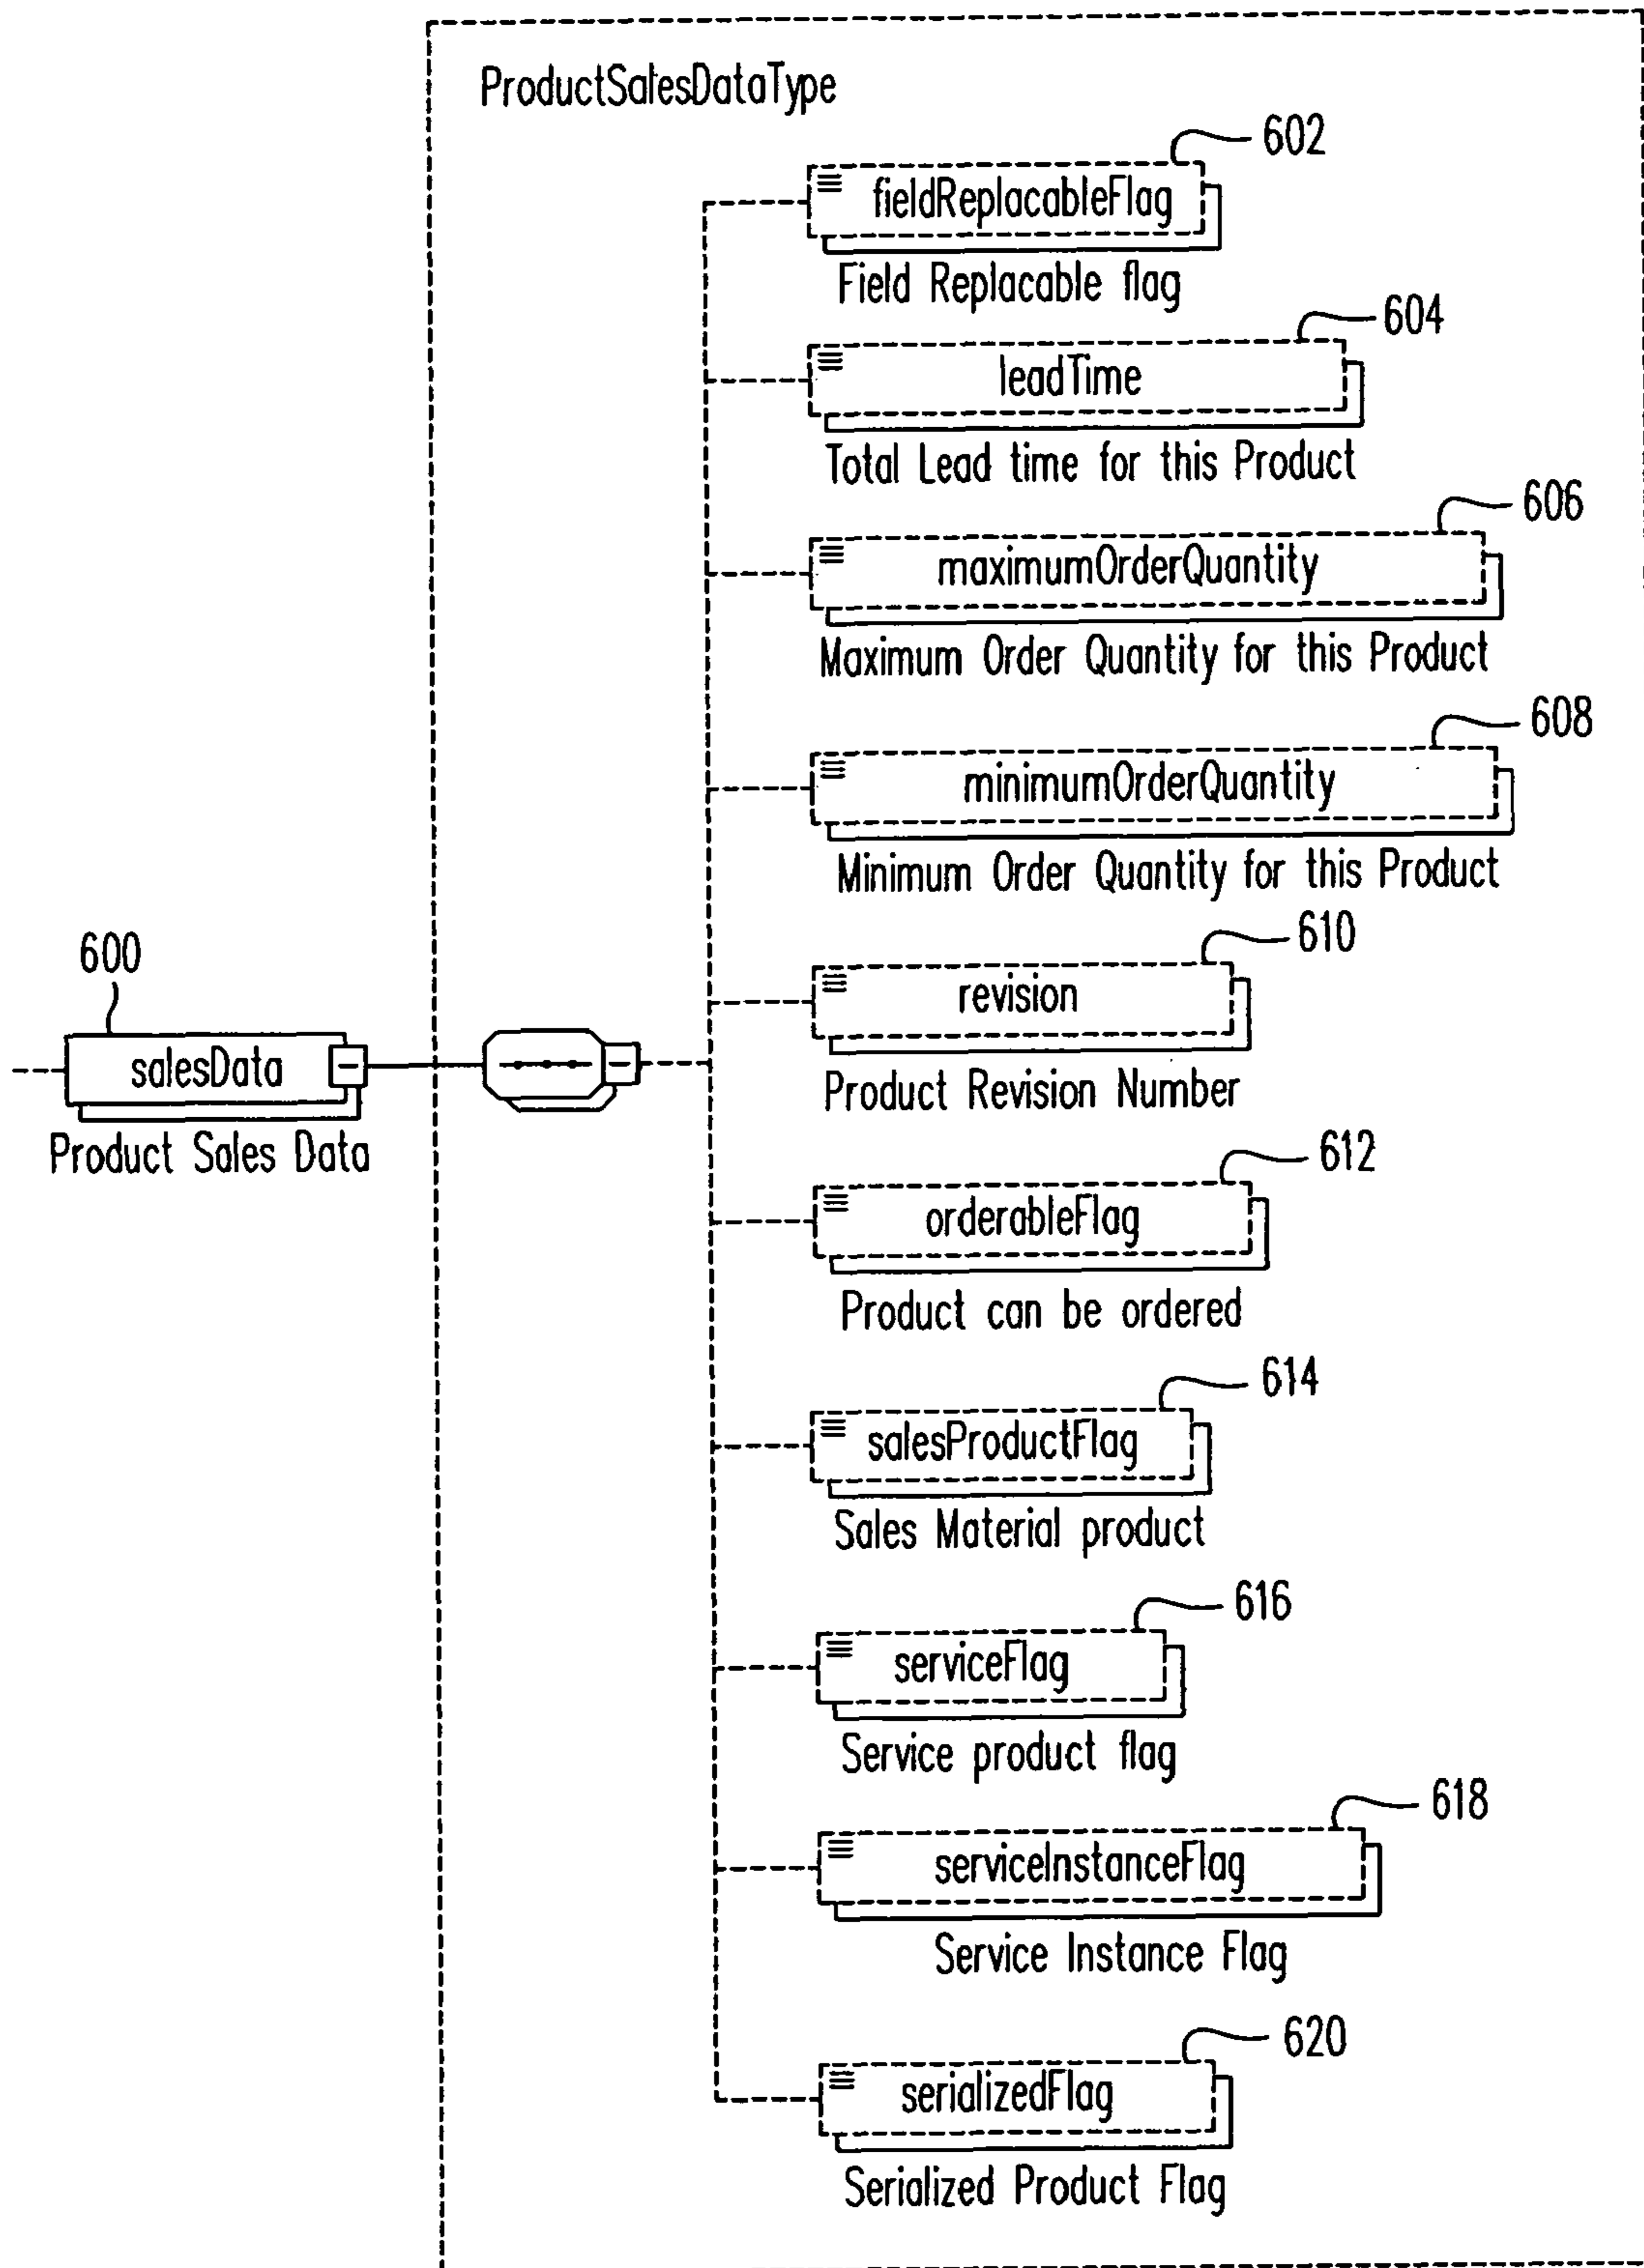 ProductSalesDataType
602
fieldReplacableFlag
Field Replacable flag
604
leadTime
Total Lead time for this Product
606
maximumOrderQuantity
Maximum Order Quantity for this Product
608
minimumOrderQuantity
Minimum Order Quantity for this Product
600
salesData
Product Sales Data
610
revision
Product Revision Number
612
orderableFlag
Product can be ordered
614
salesProductFlag
Sales Material product
616
serviceFlag
Service product flag
618
serviceInstanceFlag
Service Instance Flag
620
serializedFlag
Serialized Product Flag